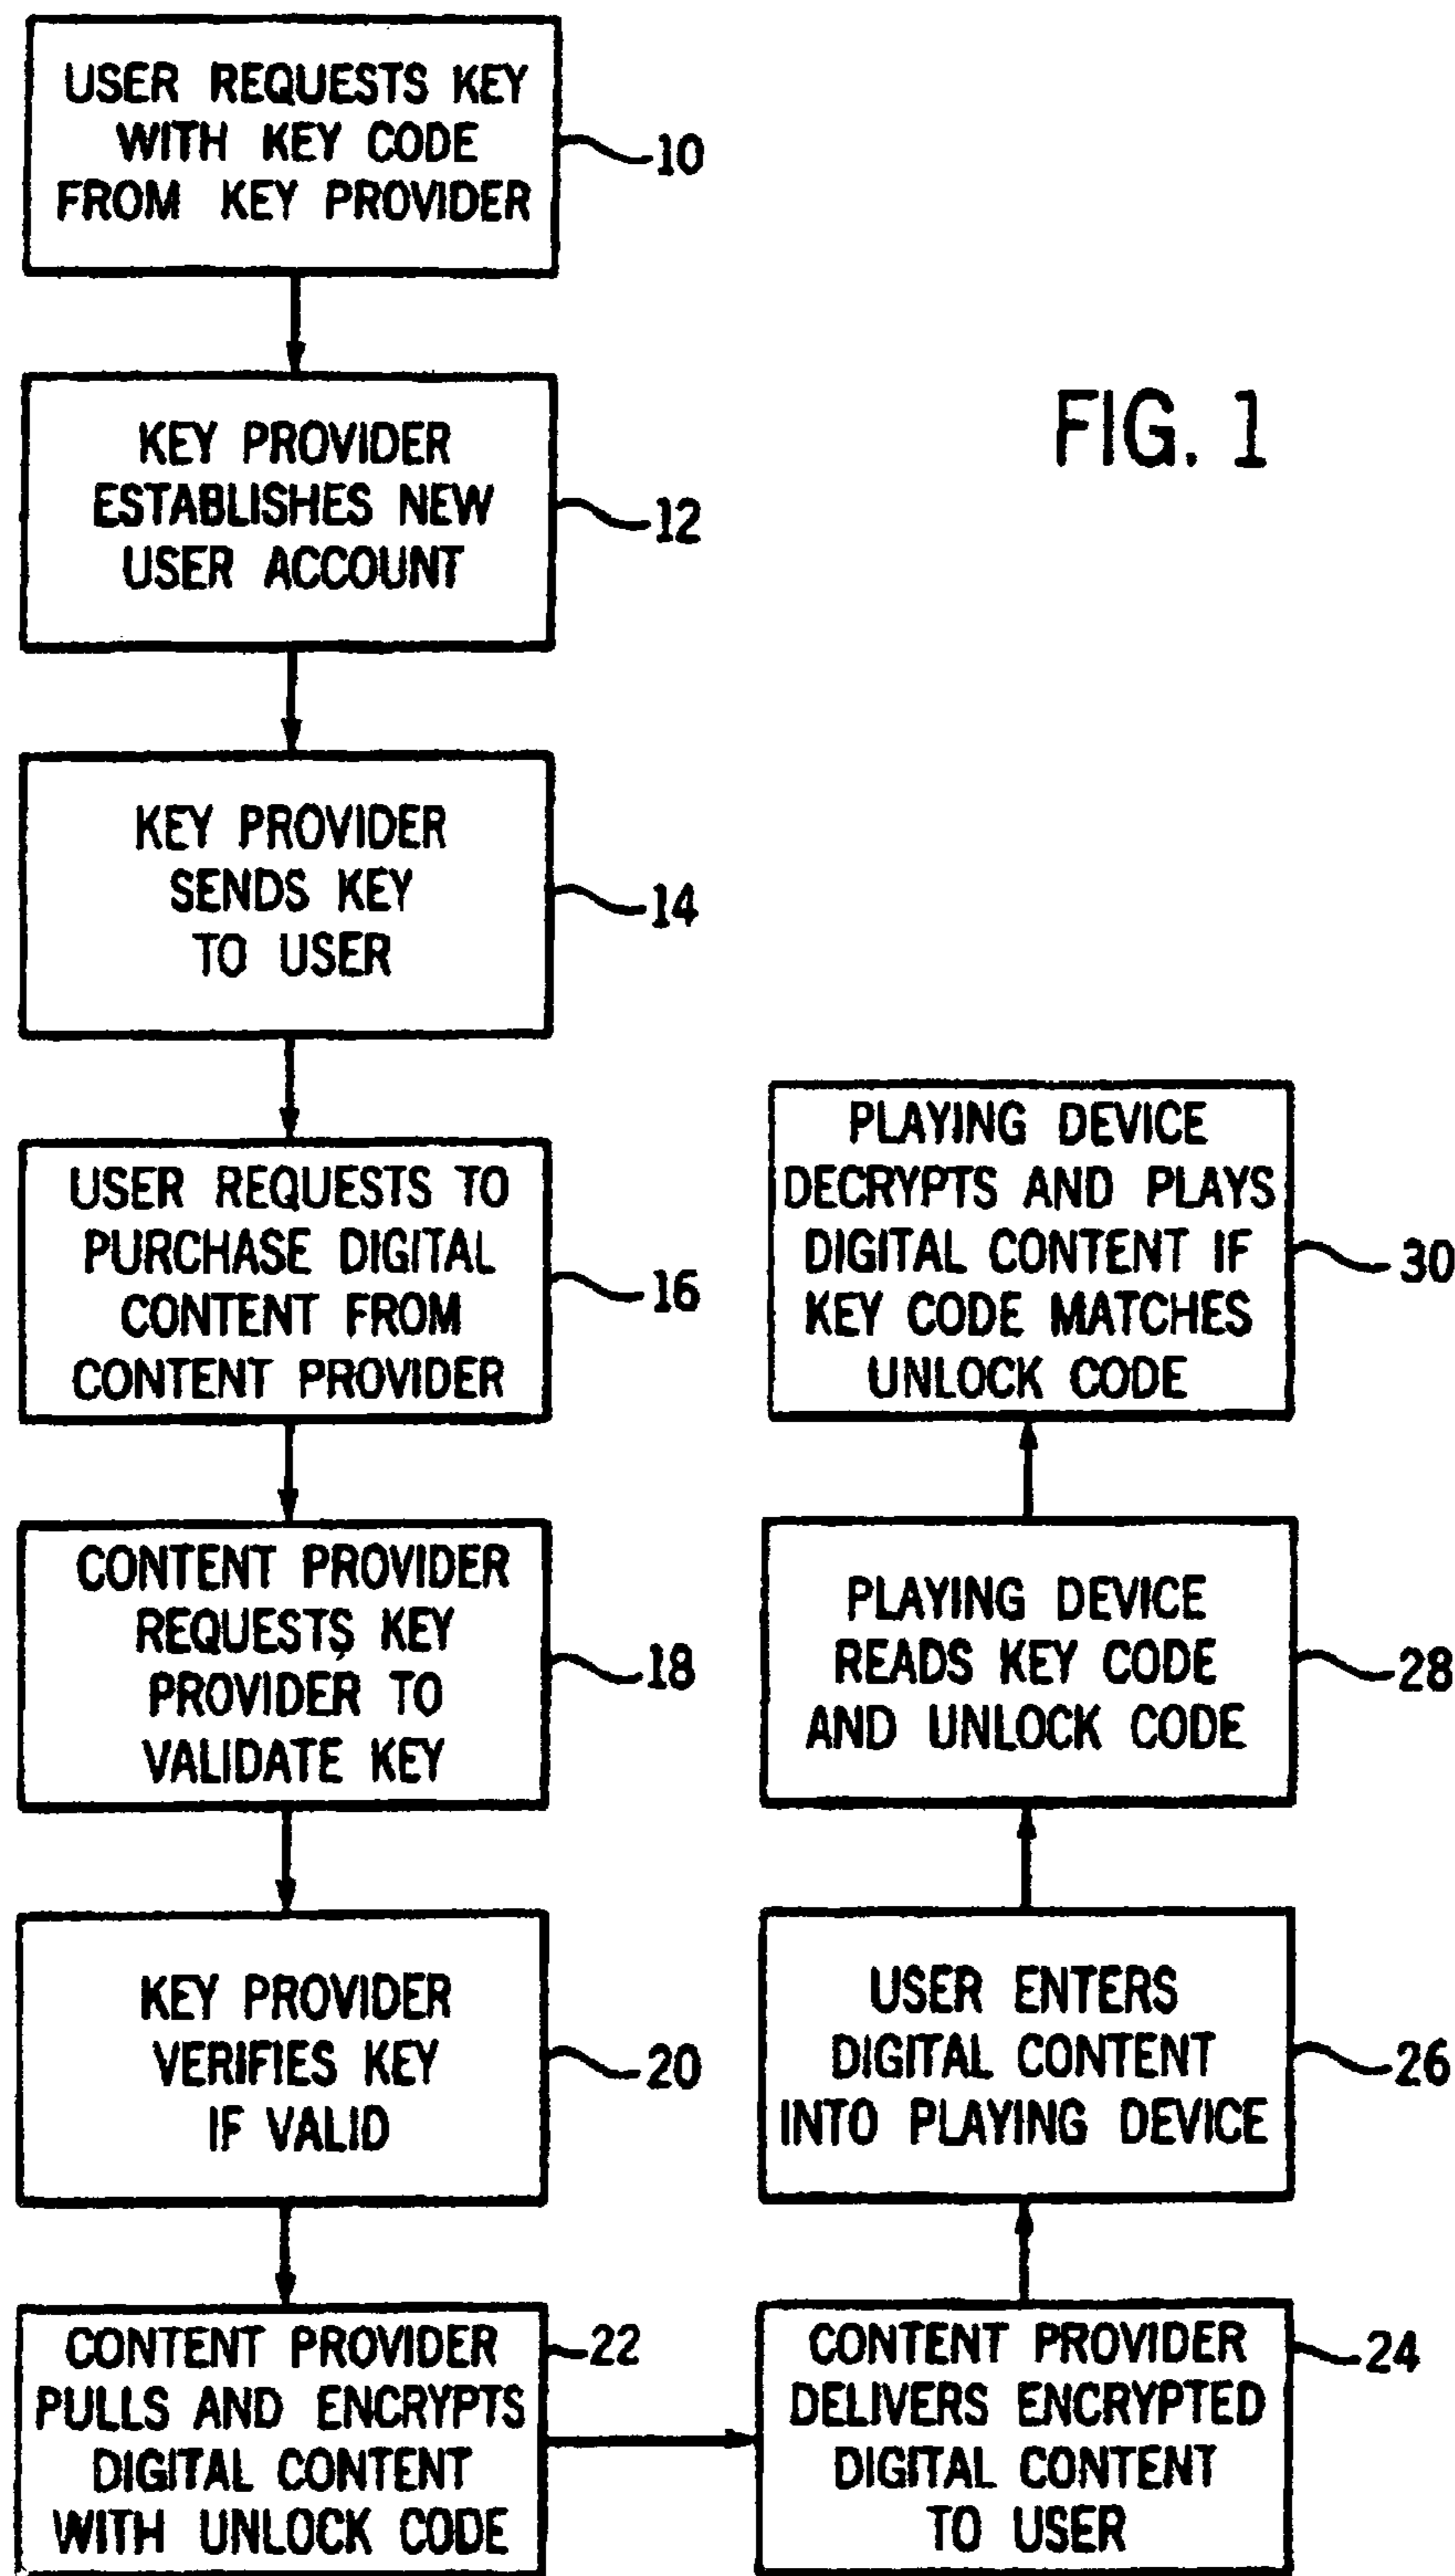 USER REQUESTS KEY
WITH KEY CODE
FROM KEY PROVIDER
10
KEY PROVIDER
ESTABLISHES NEW
USER ACCOUNT
12
FIG. 1
KEY PROVIDER
SENDS KEY
TO USER
14
USER REQUESTS TO
PURCHASE DIGITAL
CONTENT FROM
CONTENT PROVIDER
16
CONTENT PROVIDER
REQUESTS KEY
PROVIDER TO
VALIDATE KEY
18
KEY PROVIDER
VERIFIES KEY
IF VALID
20
CONTENT PROVIDER
PULLS AND ENCRYPTS
DIGITAL CONTENT
WITH UNLOCK CODE
22
CONTENT PROVIDER
DELIVERS ENCRYPTED
DIGITAL CONTENT
TO USER
24
USER ENTERS
DIGITAL CONTENT
INTO PLAYING DEVICE
26
PLAYING DEVICE
READS KEY CODE
AND UNLOCK CODE
28
PLAYING DEVICE
DECRYPTS AND PLAYS
DIGITAL CONTENT IF
KEY CODE MATCHES
UNLOCK CODE
30